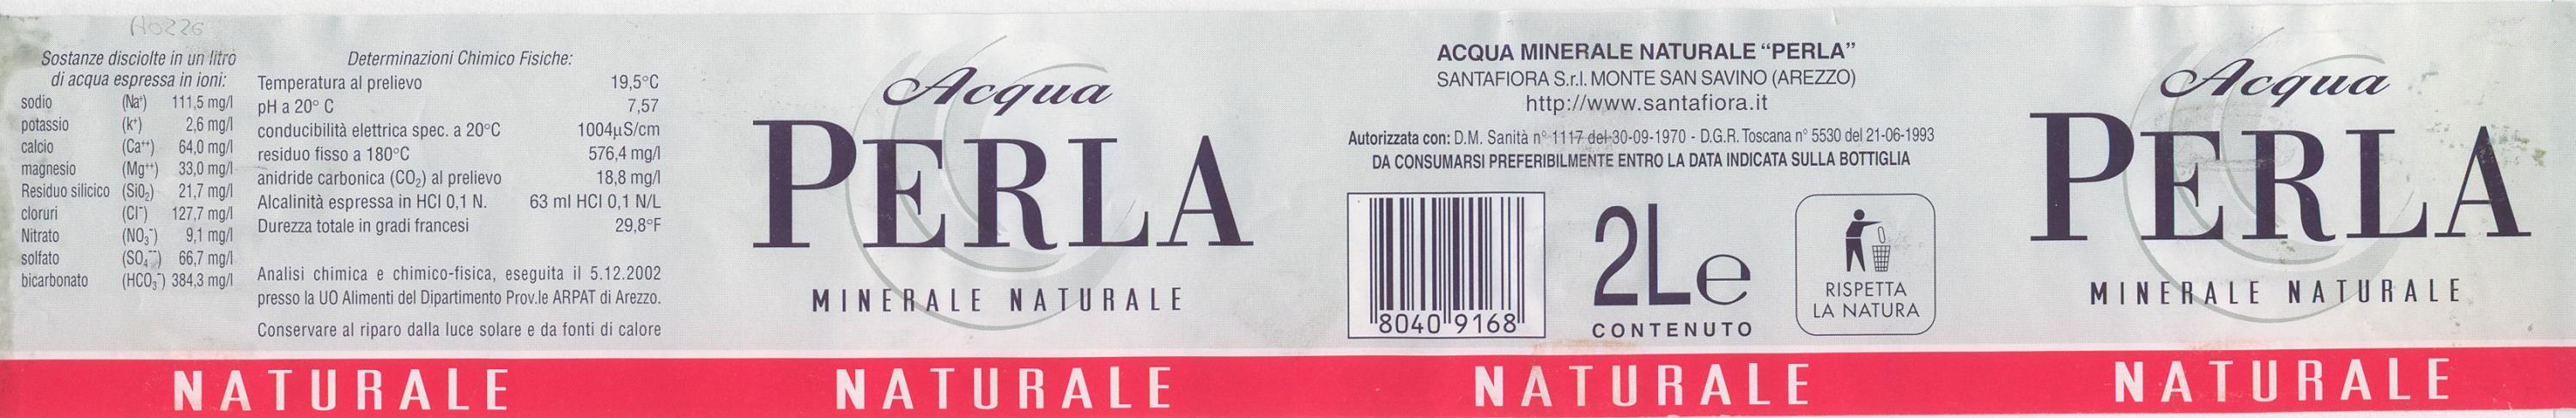 A0226
Sostanze disciolte in un litro
di acqua espressa in ioni:
sodio (Na⁺) 111,5 mg/l
potassio (k⁺) 2,6 mg/l
calcio (Ca⁺⁺) 64,0 mg/l
magnesio (Mg⁺⁺) 33,0 mg/l
Residuo silicico (SiO₂) 21,7 mg/l
cloruri (Cl⁻) 127,7 mg/l
Nitrato (NO₃⁻) 9,1 mg/l
solfato (SO₄⁻⁻) 66,7 mg/l
bicarbonato (HCO₃⁻) 384,3 mg/l
Determinazioni Chimico Fisiche:
Temperatura al prelievo 19,5°C
pH a 20° C 7,57
conducibilità elettrica spec. a 20°C 1004µS/cm
residuo fisso a 180°C 576,4 mg/l
anidride carbonica (CO₂) al prelievo 18,8 mg/l
Alcalinità espressa in HCl 0,1 N. 63 ml HCl 0,1 N/L
Durezza totale in gradi francesi 29,8°F
Analisi chimica e chimico-fisica, eseguita il 5.12.2002
presso la UO Alimenti del Dipartimento Prov.le ARPAT di Arezzo.
Conservare al riparo dalla luce solare e da fonti di calore
NATURALE
Acqua
PERLA
MINERALE NATURALE
NATURALE
ACQUA MINERALE NATURALE “PERLA”
SANTAFIORA S.r.l. MONTE SAN SAVINO (AREZZO)
http://www.santafiora.it
Autorizzata con: D.M. Sanità n° 1117 del 30-09-1970 - D.G.R. Toscana n° 5530 del 21-06-1993
DA CONSUMARSI PREFERIBILMENTE ENTRO LA DATA INDICATA SULLA BOTTIGLIA
8040 9168
2L e
CONTENUTO
RISPETTA
LA NATURA
NATURALE
Acqua
PERLA
MINERALE NATURALE
NATURALE